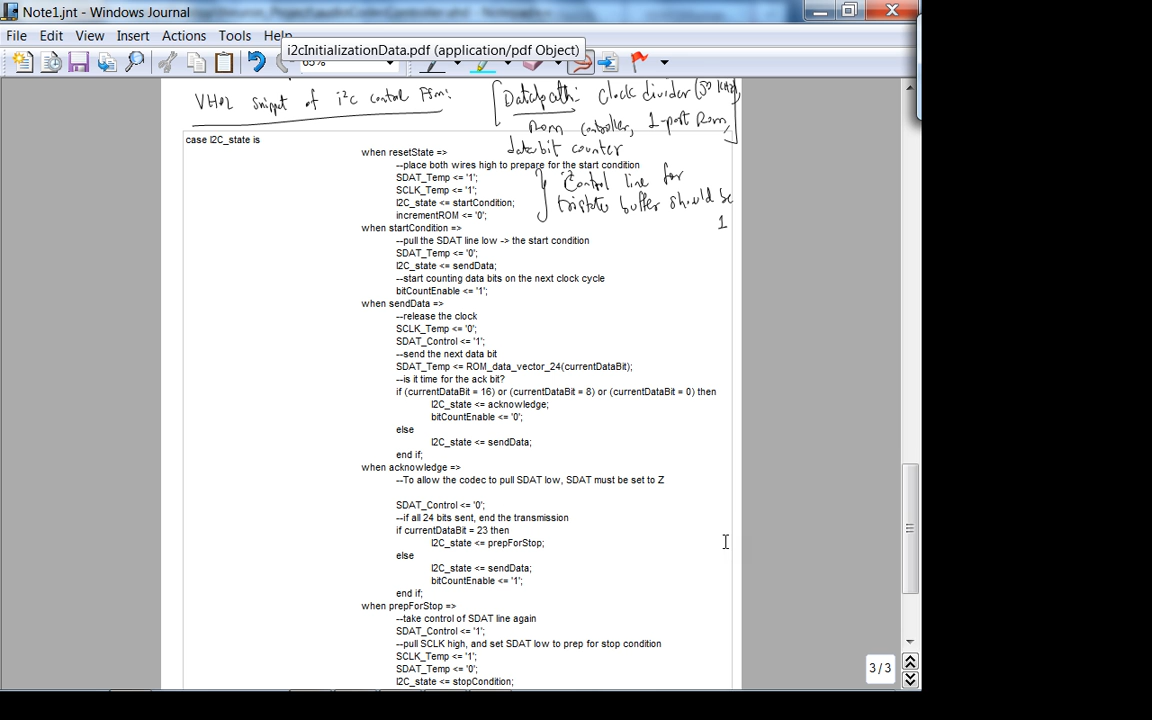 Note1.jnt - Windows Journal
File Edit View Insert Actions Tools Help
i2cInitializationData.pdf (application/pdf Object)
65%
VHDL snippet of i²c control FSM:
[Datapath: Clock divider (50 KHz),
Rom controller, 1-port Rom,
databit counter]
case I2C_state is
when resetState =>
--place both wires high to prepare for the start condition
SDAT_Temp <= '1';
SCLK_Temp <= '1';
I2C_state <= startCondition;
incrementROM <= '0';
} Control line for
tristate buffer should be
1
when startCondition =>
--pull the SDAT line low -> the start condition
SDAT_Temp <= '0';
I2C_state <= sendData;
--start counting data bits on the next clock cycle
bitCountEnable <= '1';
when sendData =>
--release the clock
SCLK_Temp <= '0';
SDAT_Control <= '1';
--send the next data bit
SDAT_Temp <= ROM_data_vector_24(currentDataBit);
--is it time for the ack bit?
if (currentDataBit = 16) or (currentDataBit = 8) or (currentDataBit = 0) then
I2C_state <= acknowledge;
bitCountEnable <= '0';
else
I2C_state <= sendData;
end if;
when acknowledge =>
--To allow the codec to pull SDAT low, SDAT must be set to Z
SDAT_Control <= '0';
--if all 24 bits sent, end the transmission
if currentDataBit = 23 then
I2C_state <= prepForStop;
else
I2C_state <= sendData;
bitCountEnable <= '1';
end if;
when prepForStop =>
--take control of SDAT line again
SDAT_Control <= '1';
--pull SCLK high, and set SDAT low to prep for stop condition
SCLK_Temp <= '1';
SDAT_Temp <= '0';
I2C_state <= stopCondition;
3 / 3